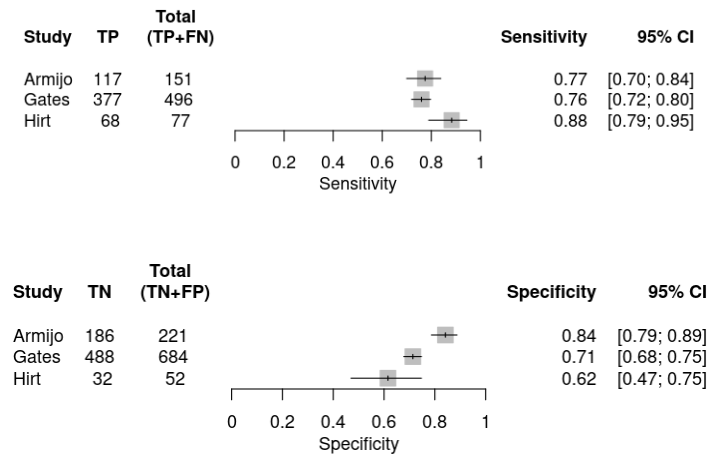 Total
Study TP (TP+FN) Sensitivity 95% CI
Armijo 117 151 0.77 [0.70; 0.84]
Gates 377 496 0.76 [0.72; 0.80]
Hirt 68 77 0.88 [0.79; 0.95]
0 0.2 0.4 0.6 0.8 1
Sensitivity
Total
Study TN (TN+FP) Specificity 95% CI
Armijo 186 221 0.84 [0.79; 0.89]
Gates 488 684 0.71 [0.68; 0.75]
Hirt 32 52 0.62 [0.47; 0.75]
0 0.2 0.4 0.6 0.8 1
Specificity